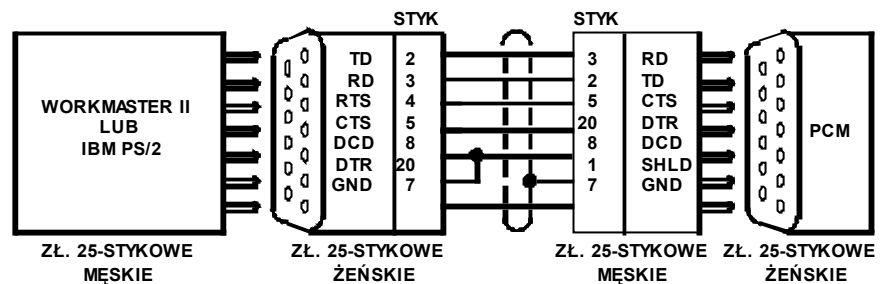 STYK STYK
TD 2 3 RD
RD 3 2 TD
RTS 4 5 CTS
CTS 5 20 DTR
DCD 8 8 DCD
DTR 20 1 SHLD
GND 7 7 GND
WORKMASTER II
LUB
IBM PS/2
PCM
ZŁ. 25-STYKOWE
MĘSKIE
ZŁ. 25-STYKOWE
ŻEŃSKIE
ZŁ. 25-STYKOWE
MĘSKIE
ZŁ. 25-STYKOWE
ŻEŃSKIE